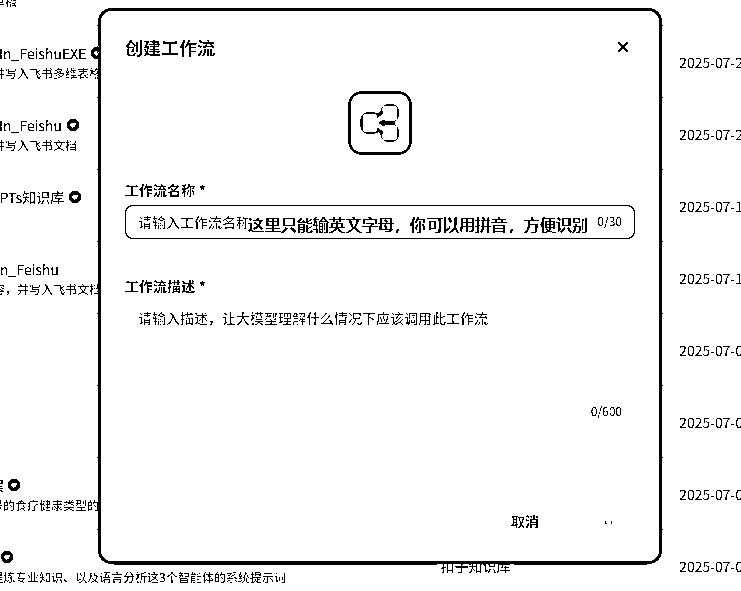 Rn_FeishuEXE
并写入飞书多维表格
Rn_Feishu
并写入飞书文档
PTs知识库
n_Feishu
容，并写入飞书文档
的食疗健康类型的
炼专业知识、以及语言分析这3个智能体的系统提示词
创建工作流
工作流名称 *
请输入工作流名称这里只能输英文字母，你可以用拼音，方便识别 0/30
工作流描述 *
请输入描述，让大模型理解什么情况下应该调用此工作流
0/600
取消
扣子知识库
2025-07-2
2025-07-2
2025-07-1
2025-07-1
2025-07-0
2025-07-0
2025-07-0
2025-07-0